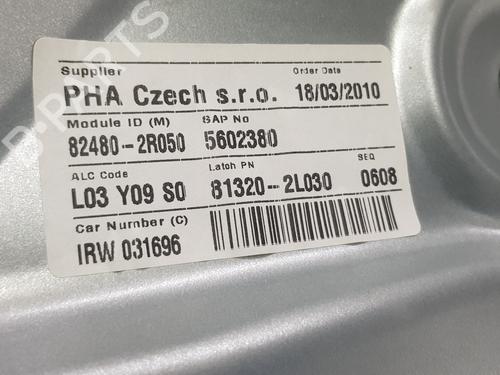 Supplier Order Date
PHA Czech s.r.o. 18/03/2010
Module ID (M) SAP No
82480-2R050 5602380
ALC Code Latch PN SEQ
L03 Y09 S0 81320-2L030 0608
Car Number (C)
IRW 031696
B-PARTS